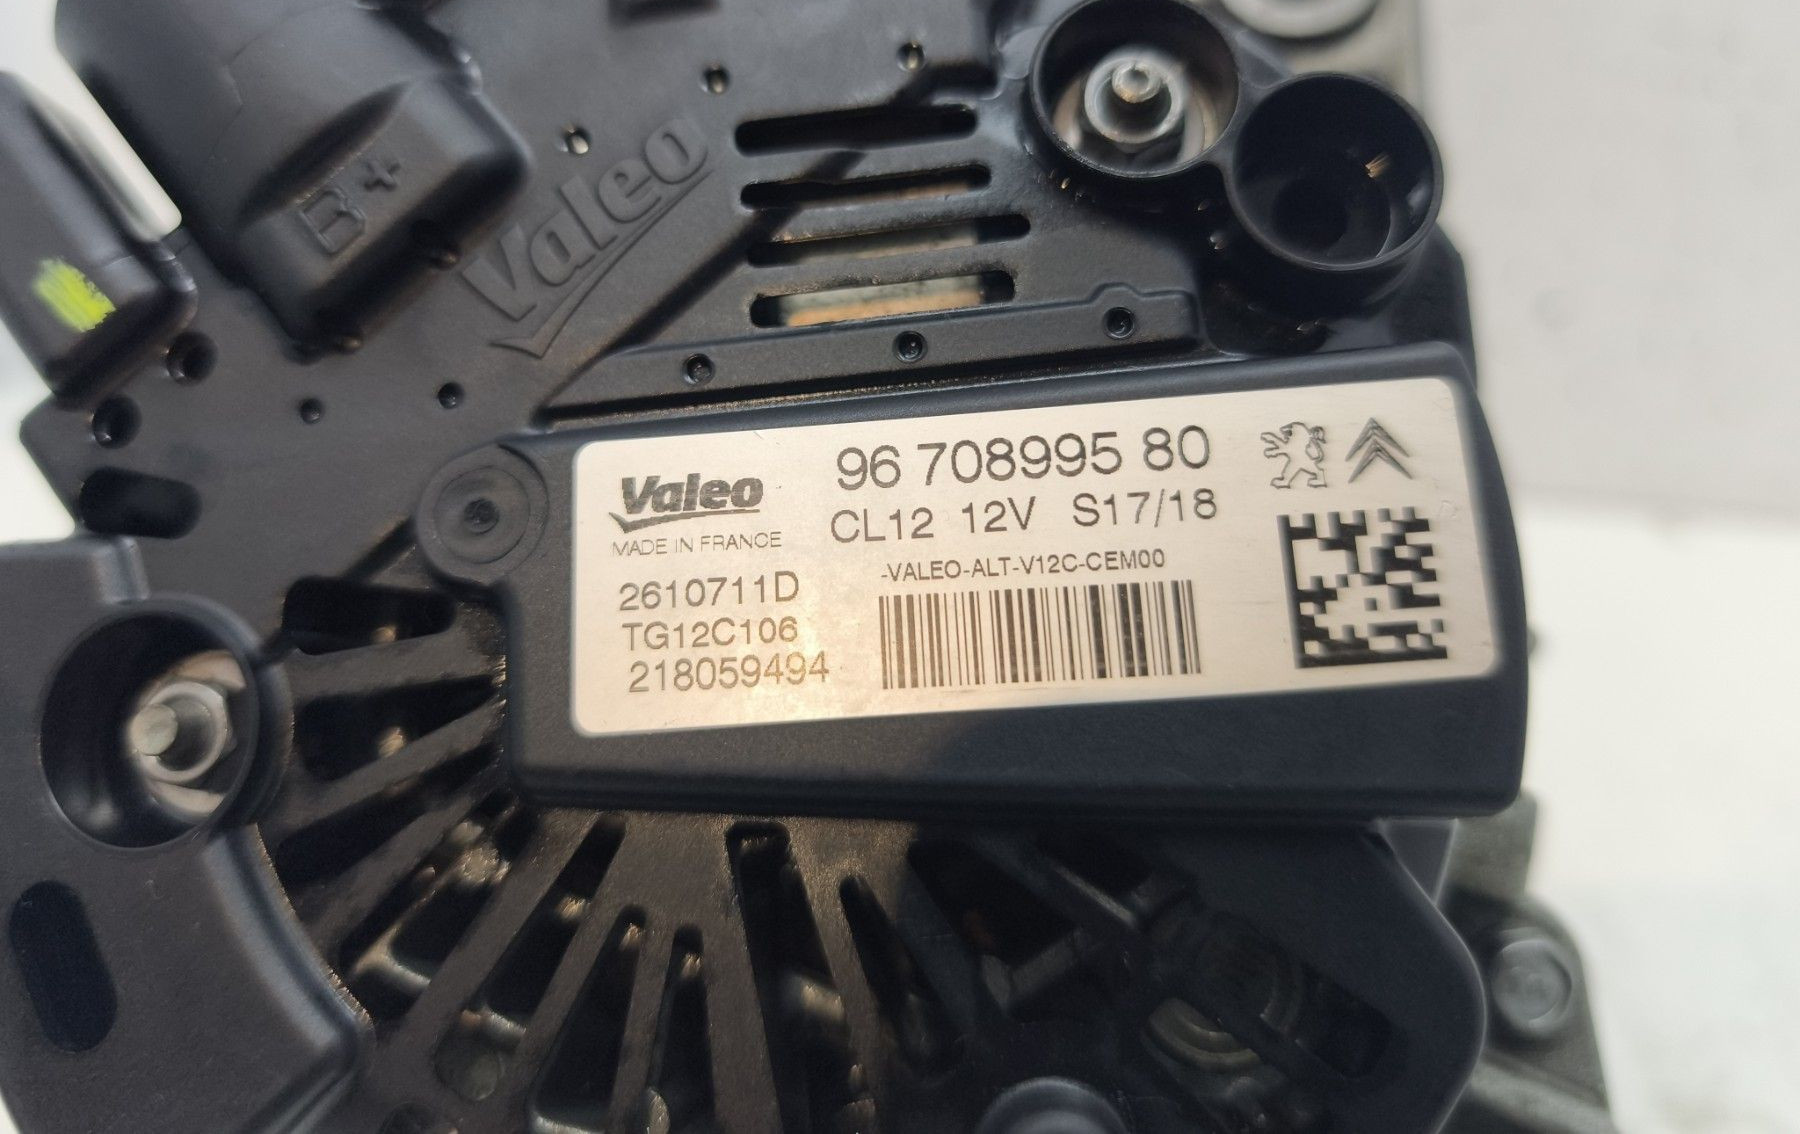 B+
Valeo
Valeo
96 708995 80
CL12 12V S17/18
MADE IN FRANCE
-VALEO-ALT-V12C-CEM00
2610711D
TG12C106
218059494